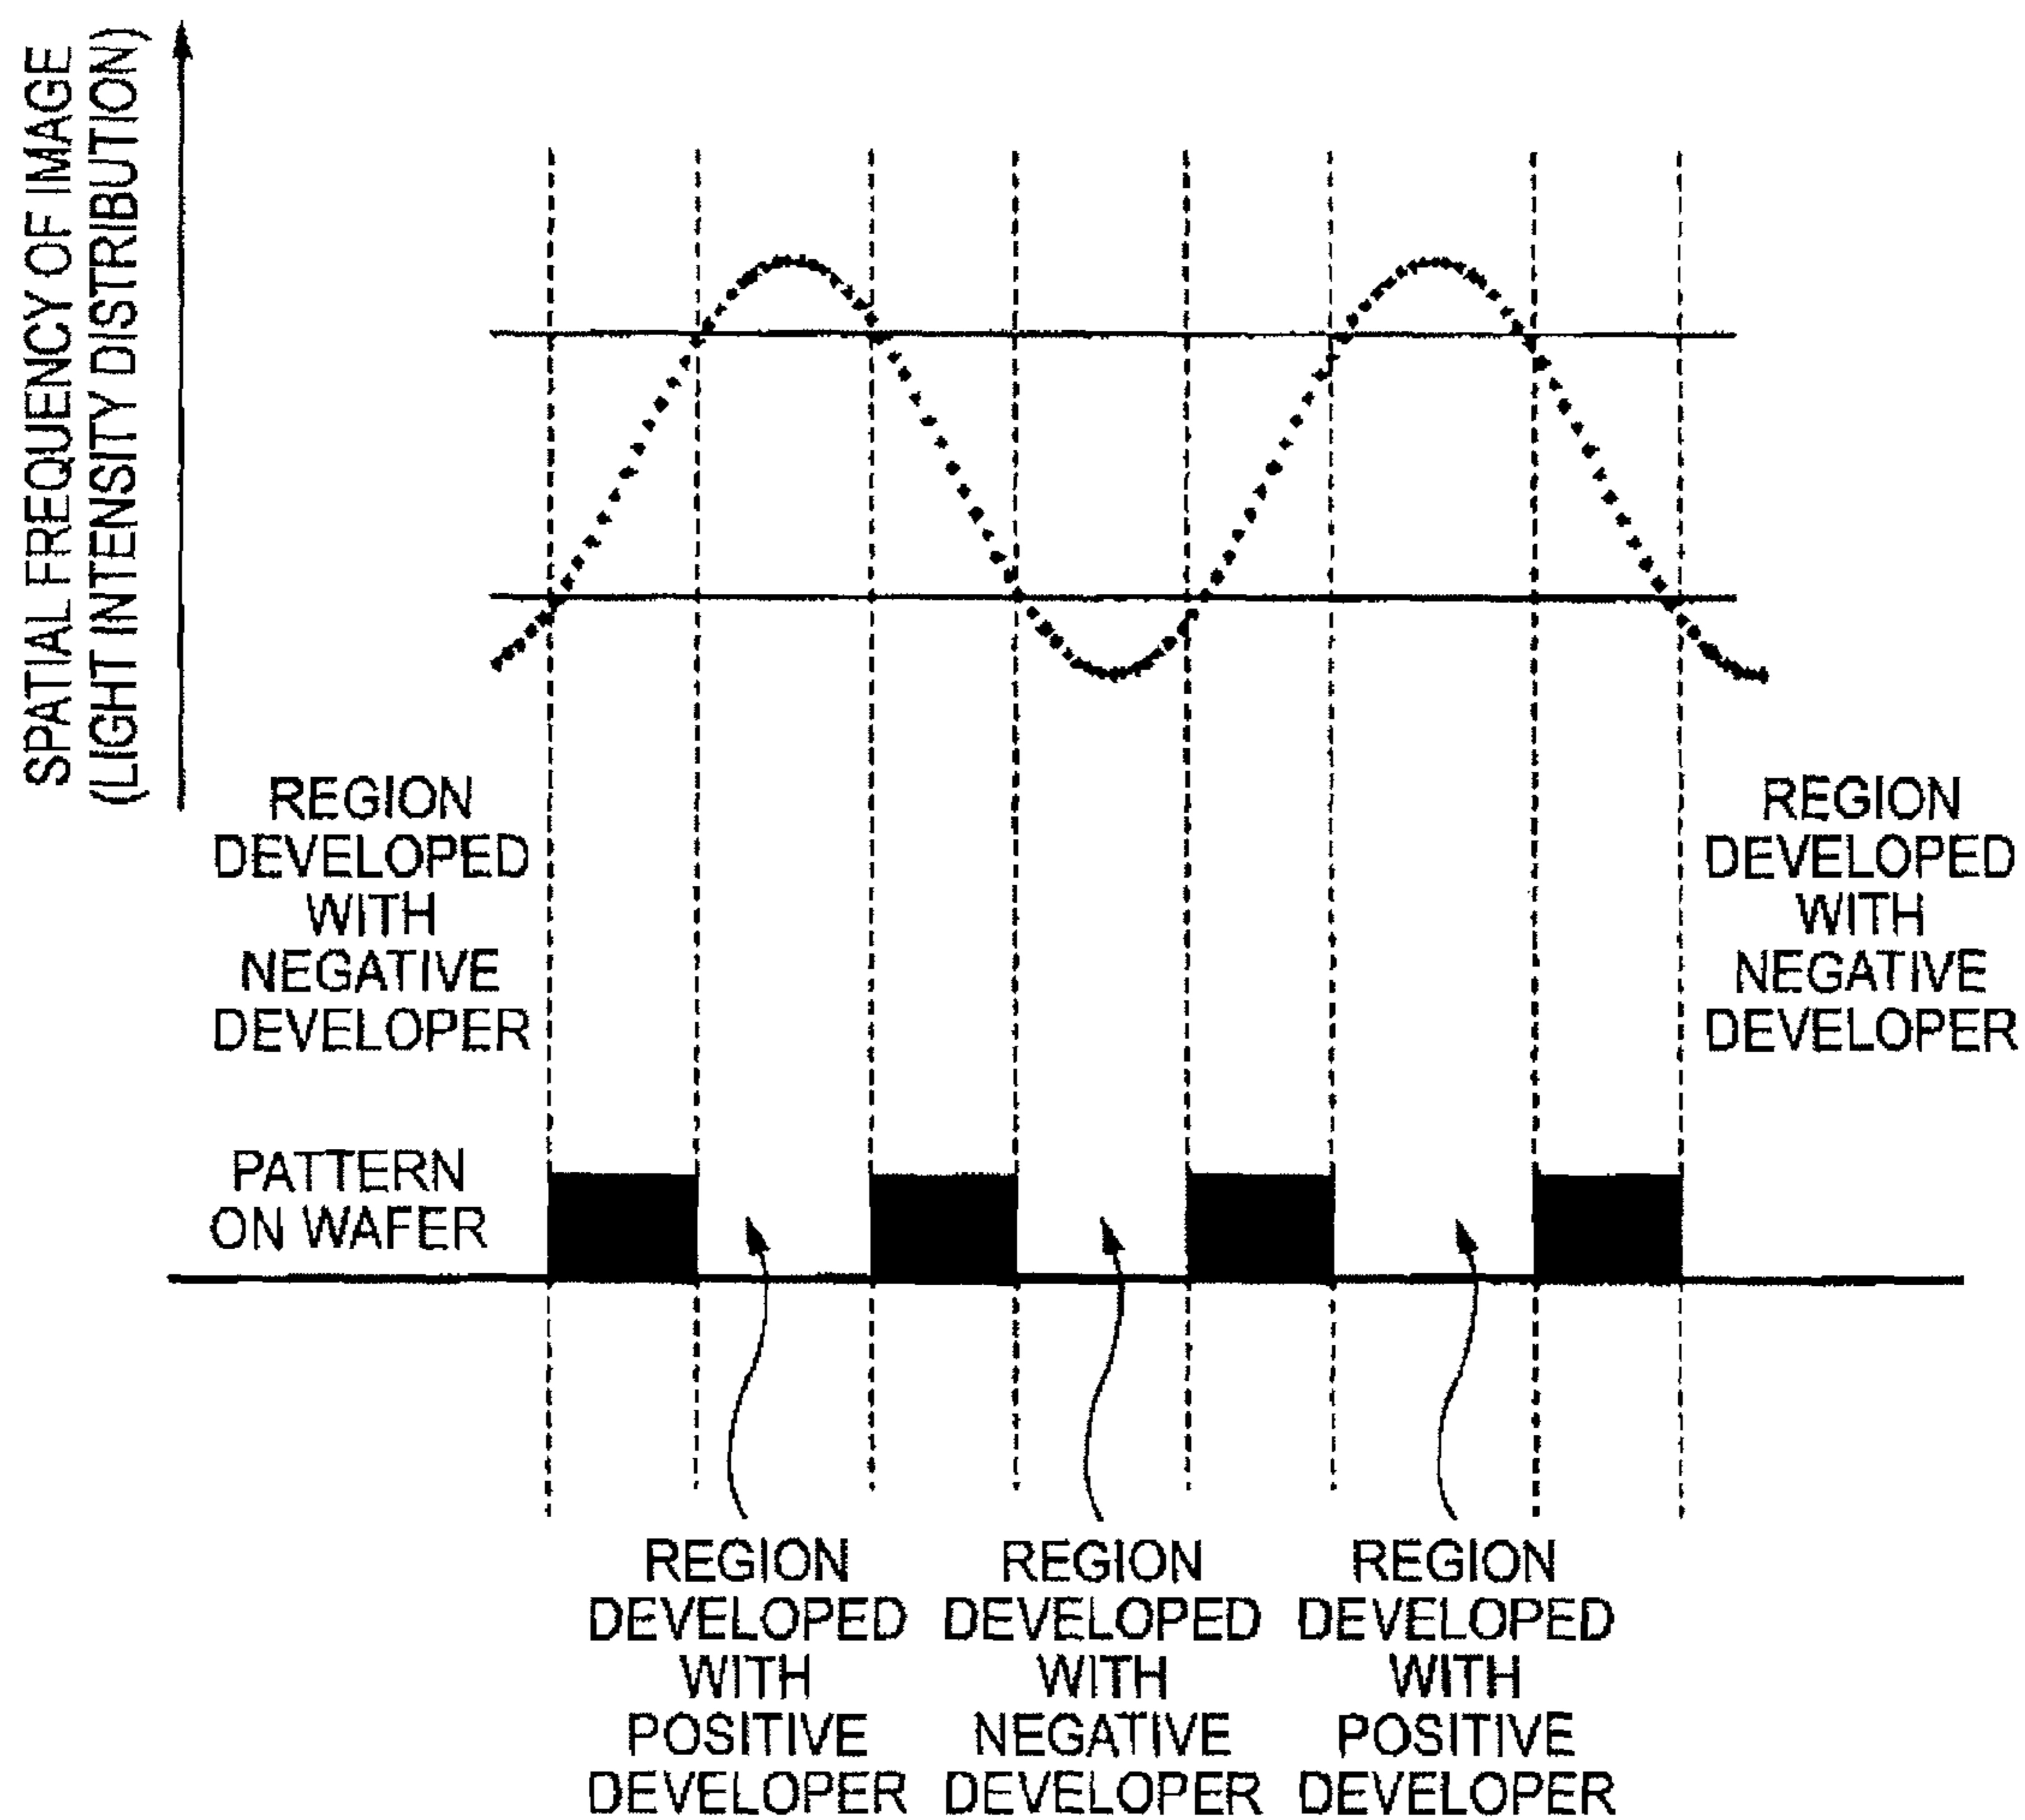 SPATIAL FREQUENCY OF IMAGE
(LIGHT INTENSITY DISTRIBUTION)
REGION
DEVELOPED
WITH
NEGATIVE
DEVELOPER
REGION
DEVELOPED
WITH
NEGATIVE
DEVELOPER
PATTERN
ON WAFER
REGION
DEVELOPED
WITH
POSITIVE
DEVELOPER
REGION
DEVELOPED
WITH
NEGATIVE
DEVELOPER
REGION
DEVELOPED
WITH
POSITIVE
DEVELOPER